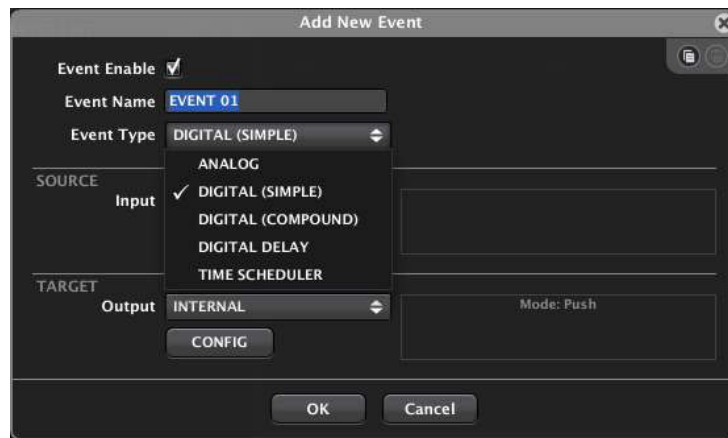 Add New Event
Event Enable
Event Name EVENT 01
Event Type DIGITAL (SIMPLE)
ANALOG
SOURCE
Input
✓ DIGITAL (SIMPLE)
DIGITAL (COMPOUND)
DIGITAL DELAY
TIME SCHEDULER
TARGET
Output INTERNAL
Mode: Push
CONFIG
OK Cancel